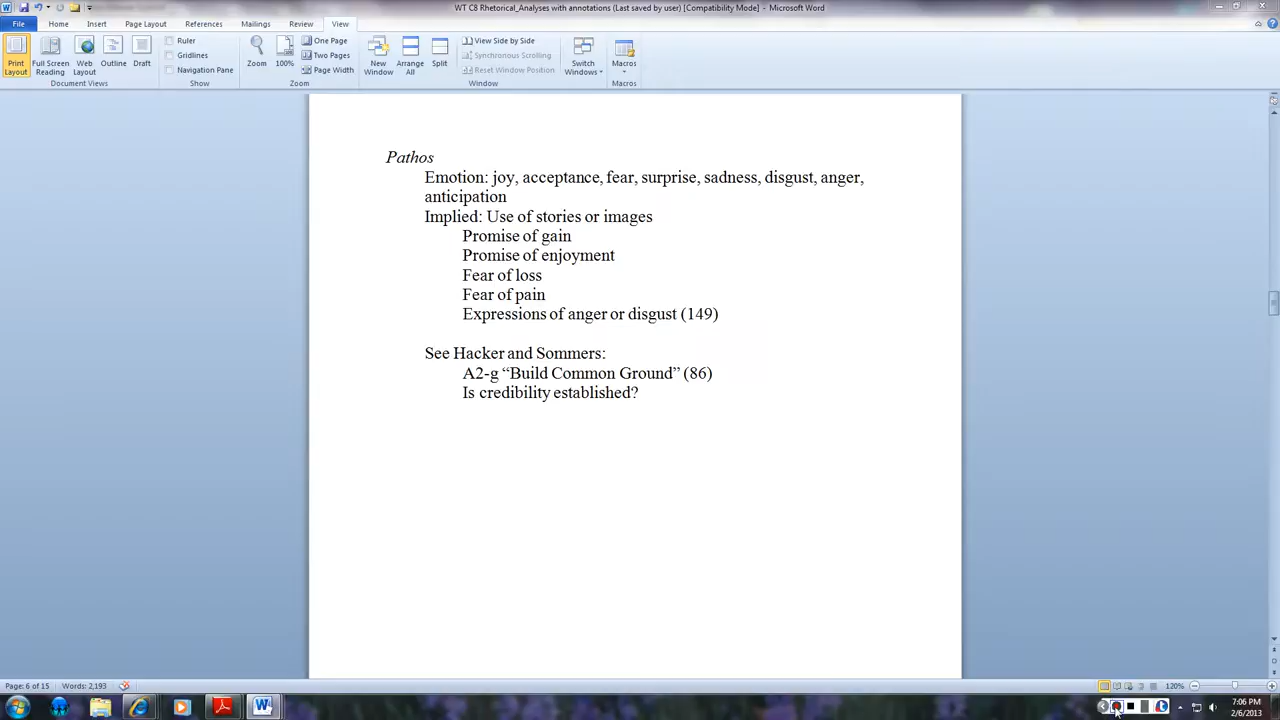 WT C8 Rhetorical_Analyses with annotations (Last saved by user) [Compatibility Mode] - Microsoft Word
File Home Insert Page Layout References Mailings Review View
Print Layout
Full Screen Reading
Web Layout
Outline
Draft
Document Views
Ruler
Gridlines
Navigation Pane
Show
Zoom
100%
One Page
Two Pages
Page Width
Zoom
New Window
Arrange All
Split
View Side by Side
Synchronous Scrolling
Reset Window Position
Window
Switch Windows
Macros
Macros
Pathos
Emotion: joy, acceptance, fear, surprise, sadness, disgust, anger,
anticipation
Implied: Use of stories or images
Promise of gain
Promise of enjoyment
Fear of loss
Fear of pain
Expressions of anger or disgust (149)
See Hacker and Sommers:
A2-g “Build Common Ground” (86)
Is credibility established?
Page: 6 of 15 Words: 2,193 120%
7:06 PM
2/6/2013